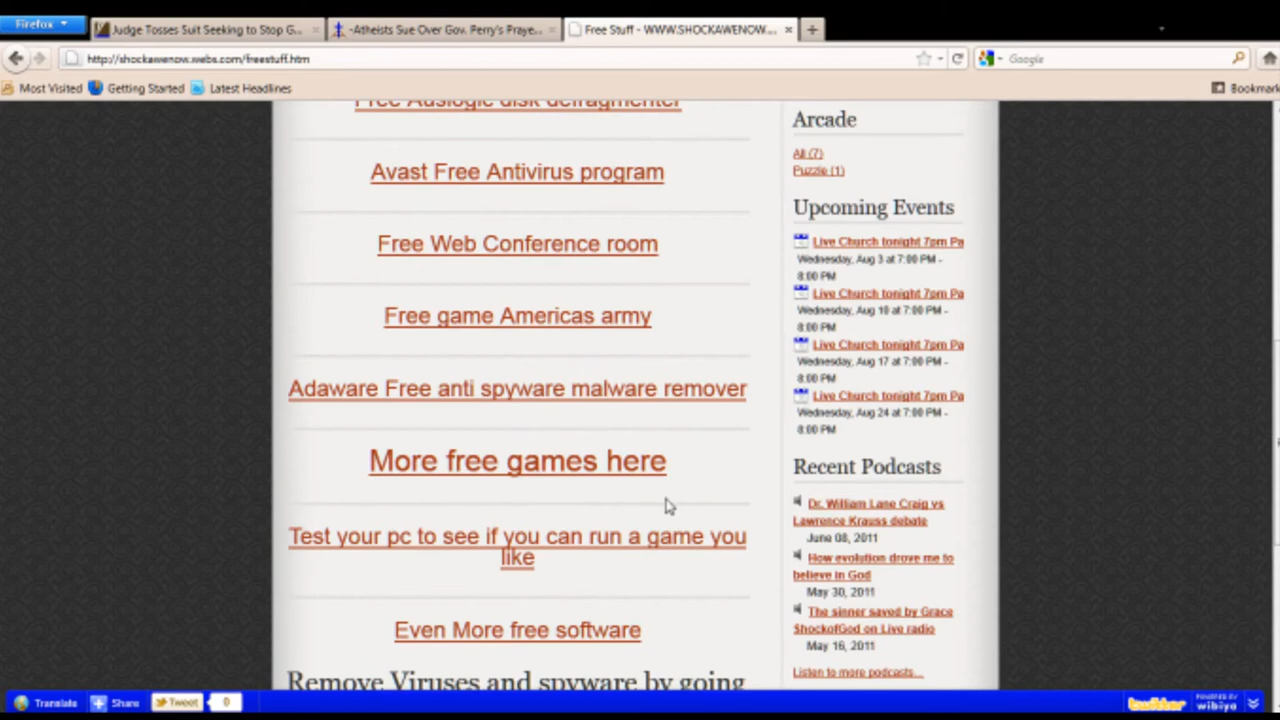 Firefox
Judge Tosses Suit Seeking to Stop G...
-Atheists Sue Over Gov. Perry's Praye...
Free Stuff - WWW.SHOCKAWENOW....
http://shockawenow.webs.com/freestuff.htm
Google
Most Visited
Getting Started
Latest Headlines
Bookmark
Free Auslogic disk defragmenter
Avast Free Antivirus program
Free Web Conference room
Free game Americas army
Adaware Free anti spyware malware remover
More free games here
Test your pc to see if you can run a game you
like
Even More free software
Remove Viruses and spyware by going
Arcade
All (7)
Puzzle (1)
Upcoming Events
Live Church tonight 7pm Pa
Wednesday, Aug 3 at 7:00 PM -
8:00 PM
Live Church tonight 7pm Pa
Wednesday, Aug 10 at 7:00 PM -
8:00 PM
Live Church tonight 7pm Pa
Wednesday, Aug 17 at 7:00 PM -
8:00 PM
Live Church tonight 7pm Pa
Wednesday, Aug 24 at 7:00 PM -
8:00 PM
Recent Podcasts
Dr. William Lane Craig vs
Lawrence Krauss debate
June 08, 2011
How evolution drove me to
believe in God
May 30, 2011
The sinner saved by Grace
ShockofGod on Live radio
May 16, 2011
Listen to more podcasts...
Translate
Share
Tweet
0
twitter
POWERED BY
wibiya